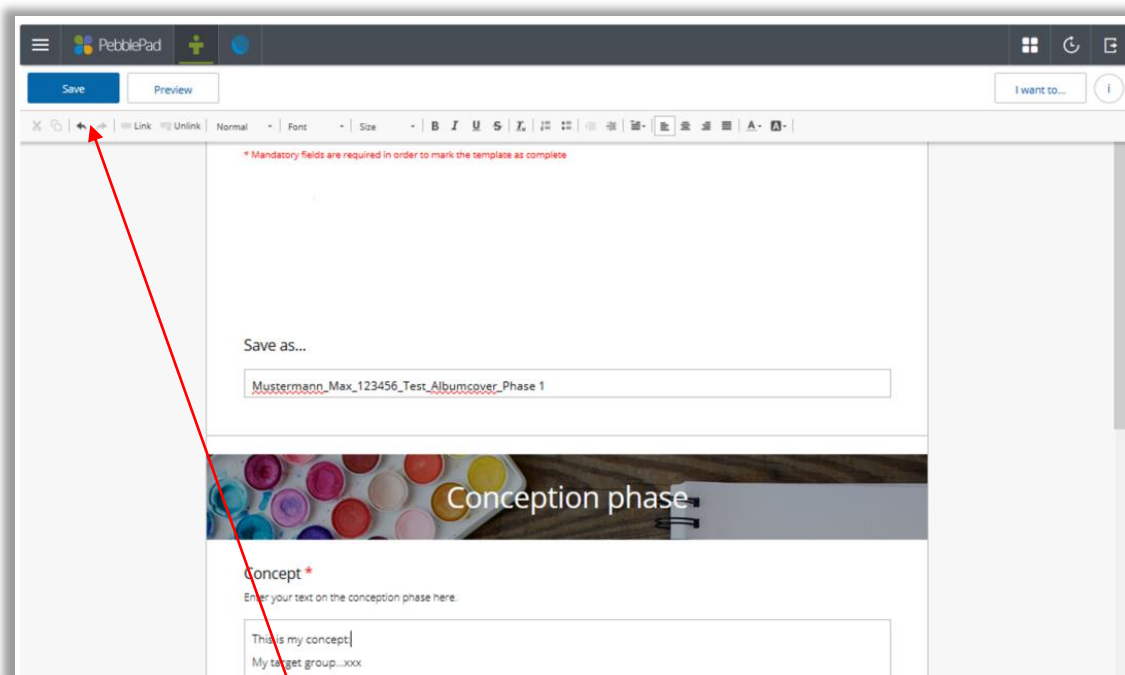 PebblePad
Save Preview I want to... i
Link Unlink Normal Font Size B I U S Ix A A
* Mandatory fields are required in order to mark the template as complete
Save as...
Mustermann_Max_123456_Test_Albumcover_Phase 1
Conception phase
Concept *
Enter your text on the conception phase here.
This is my concept:
My target group...xxx